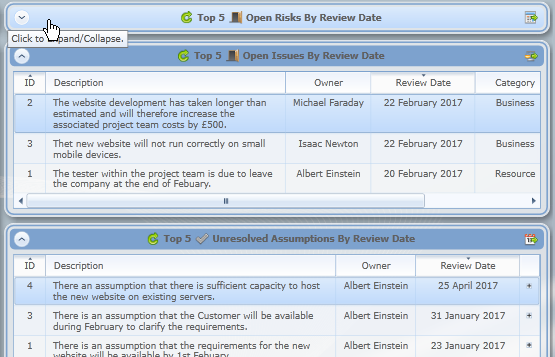 Top 5 Open Risks By Review Date
Click to Expand/Collapse.
Top 5 Open Issues By Review Date
ID Description Owner Review Date Category
2 The website development has taken longer than Michael Faraday 22 February 2017 Business
estimated and will therefore increase the
associated project team costs by £500.
3 Thet new website will not run correctly on small Isaac Newton 22 February 2017 Business
mobile devices.
1 The tester within the project team is due to leave Albert Einstein 20 February 2017 Resource
the company at the end of Febuary.
Top 5 Unresolved Assumptions By Review Date
ID Description Owner Review Date
4 There an assumption that there is sufficient capacity to host Albert Einstein 25 April 2017
the new website on existing servers.
3 There is an assumption that the Customer will be available Albert Einstein 31 January 2017
during Februrary to clarify the requirements.
1 There is an assumption that the requirements for the Albert Einstein 23 January 2017
new website will be available by 1st Febuary.